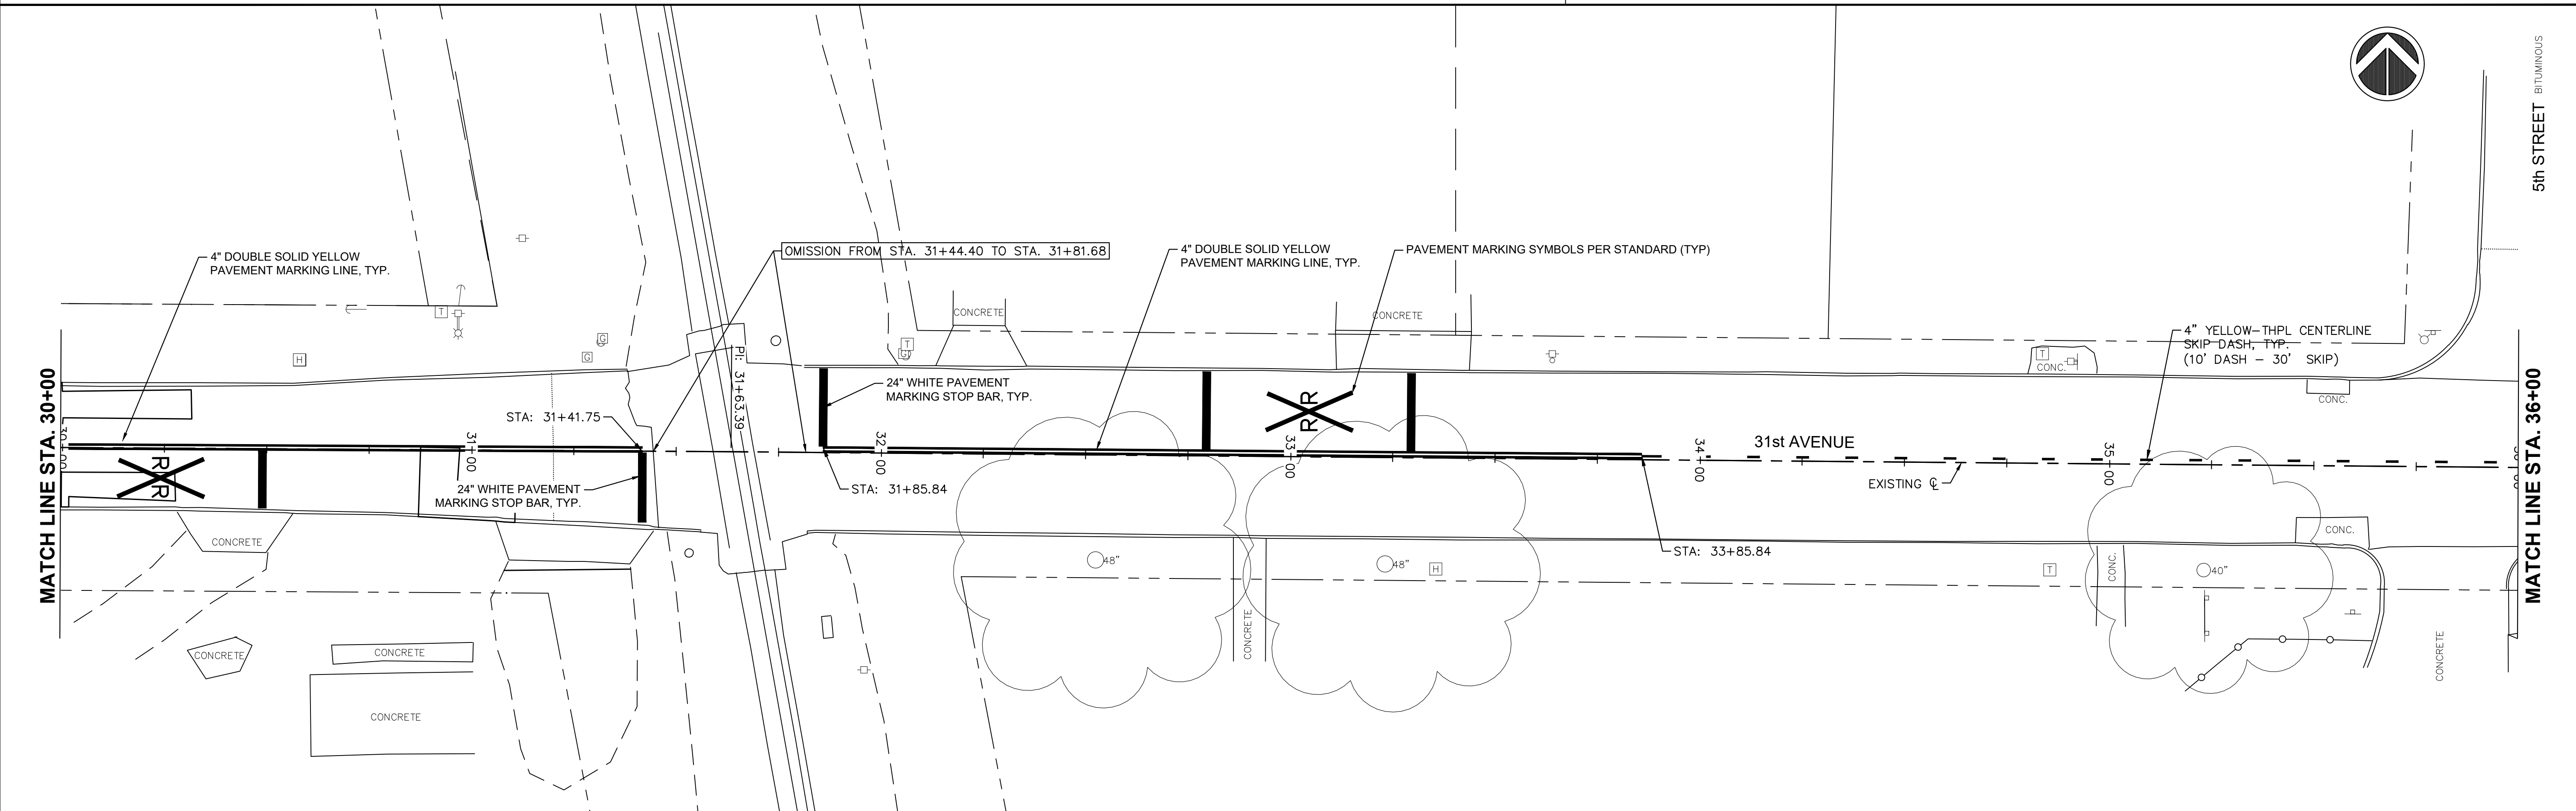 5th STREET BITUMINOUS
4" DOUBLE SOLID YELLOW
PAVEMENT MARKING LINE, TYP.
OMISSION FROM STA. 31+44.40 TO STA. 31+81.68
4" DOUBLE SOLID YELLOW
PAVEMENT MARKING LINE, TYP.
PAVEMENT MARKING SYMBOLS PER STANDARD (TYP)
T
H
G
G
PI: 31+63.39
T
G
CONCRETE
CONCRETE
4" YELLOW-THPL CENTERLINE
SKIP DASH, TYP.
(10' DASH - 30' SKIP)
T
CONC.
CONC.
MATCH LINE STA. 30+00
24" WHITE PAVEMENT
MARKING STOP BAR, TYP.
STA: 31+41.75
RR
31+00
32+00
33+00
34+00
35+00
31st AVENUE
EXISTING ℄
MATCH LINE STA. 36+00
RR
24" WHITE PAVEMENT
MARKING STOP BAR, TYP.
STA: 31+85.84
STA: 33+85.84
CONCRETE
CONC.
48"
48"
H
T
CONC.
40"
CONCRETE
CONCRETE
CONCRETE
CONCRETE
CONCRETE